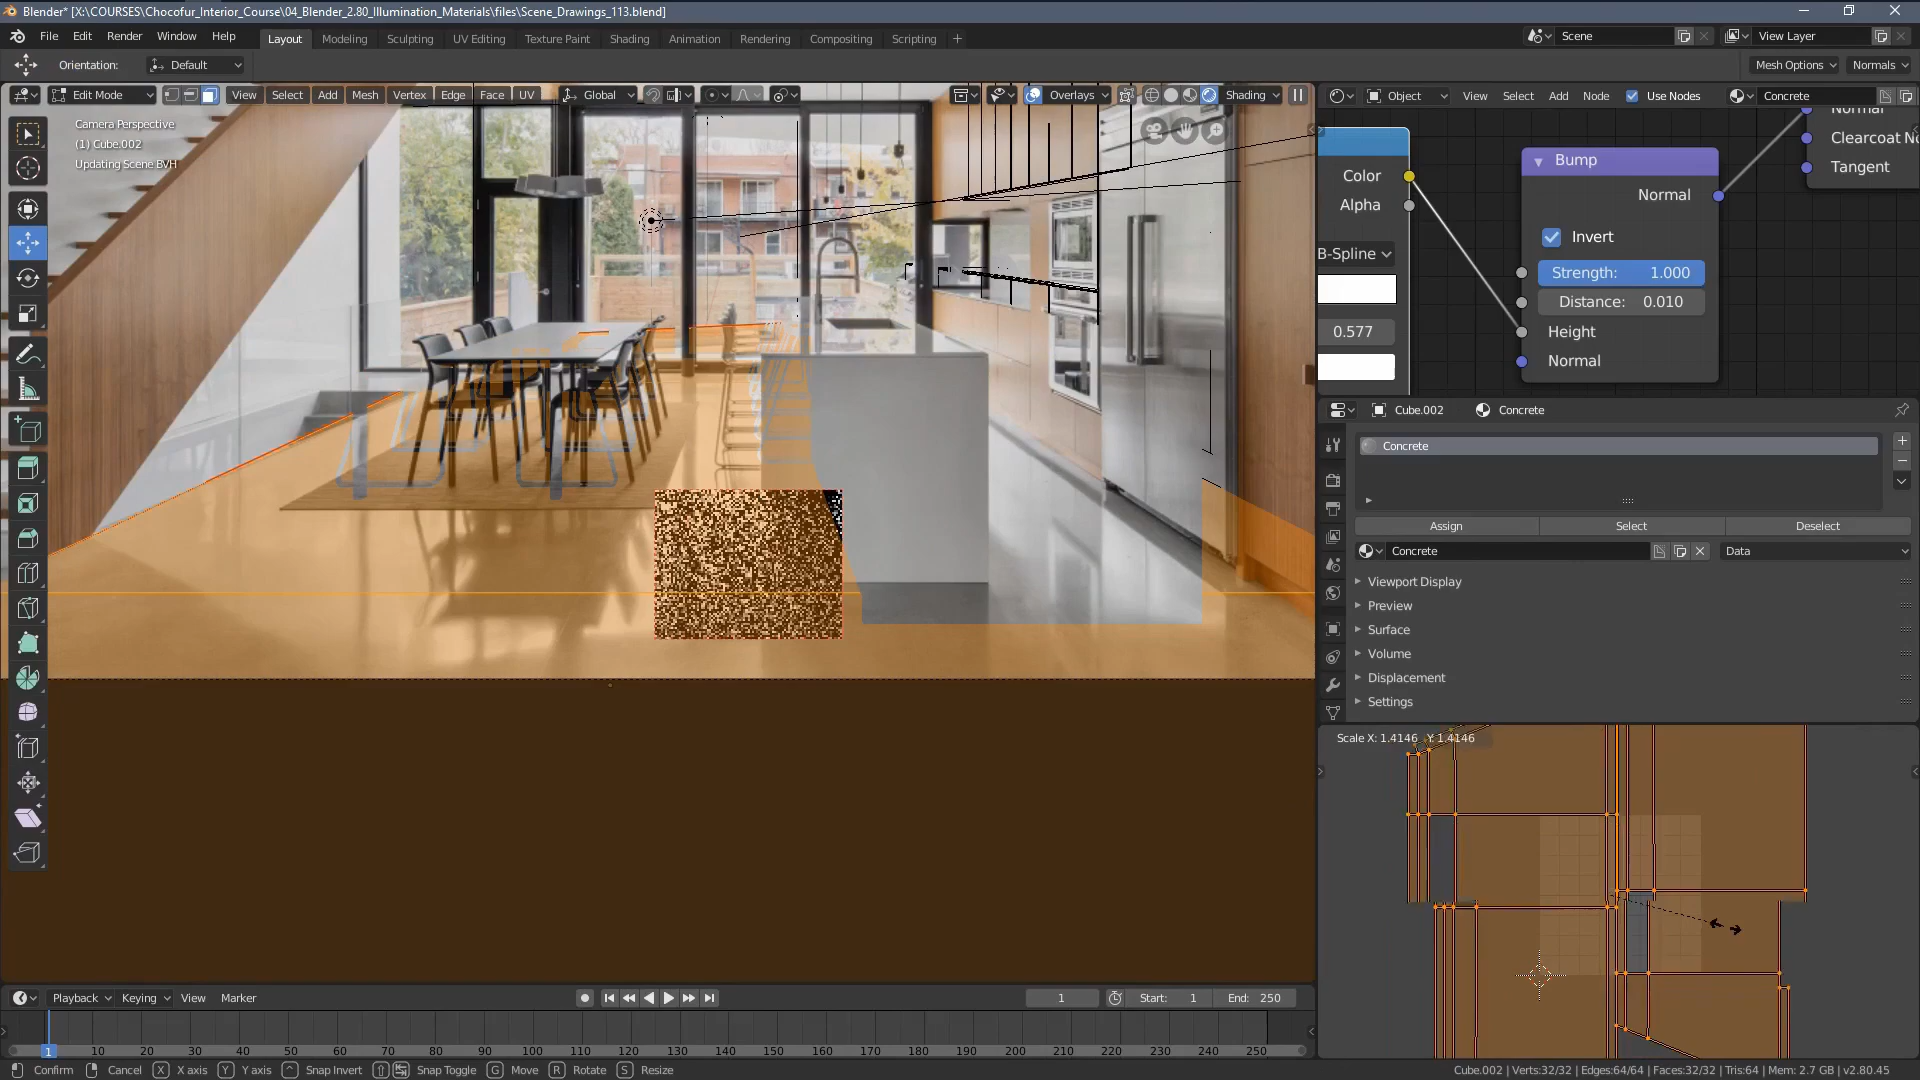 Blender* [X:\COURSES\Chocofur_Interior_Course\04_Blender_2.80_Illumination_Materials\files\Scene_Drawings_113.blend]
File Edit Render Window Help Layout Modeling Sculpting UV Editing Texture Paint Shading Animation Rendering Compositing Scripting + Scene View Layer
Orientation: Default Mesh Options Normals
Edit Mode View Select Add Mesh Vertex Edge Face UV Global Overlays Shading
Object View Select Add Node Use Nodes Concrete
Camera Perspective
(1) Cube.002
Updating Scene BVH
Color
Alpha
B-Spline
0.577
Bump
Normal
Invert
Strength: 1.000
Distance: 0.010
Height
Normal
Normal
Clearcoat No
Tangent
Cube.002 Concrete
Concrete
Assign Select Deselect
Concrete Data
Viewport Display
Preview
Surface
Volume
Displacement
Settings
Scale X: 1.4146 Y: 1.4146
Playback Keying View Marker 1 Start: 1 End: 250
1 10 20 30 40 50 60 70 80 90 100 110 120 130 140 150 160 170 180 190 200 210 220 230 240 250
Confirm Cancel X X axis Y Y axis ^ Snap Invert Snap Toggle G Move R Rotate S Resize
Cube.002 | Verts:32/32 | Edges:64/64 | Faces:32/32 | Tris:64 | Mem: 2.7 GB | v2.80.45